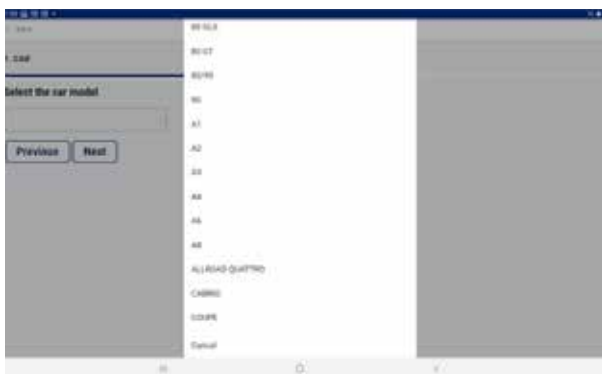 Select the car model
Previous
Next
80 GT
80/90
90
A1
A2
A3
A4
A6
A8
ALLROAD QUATTRO
CABRIO
COUPE
Cancel